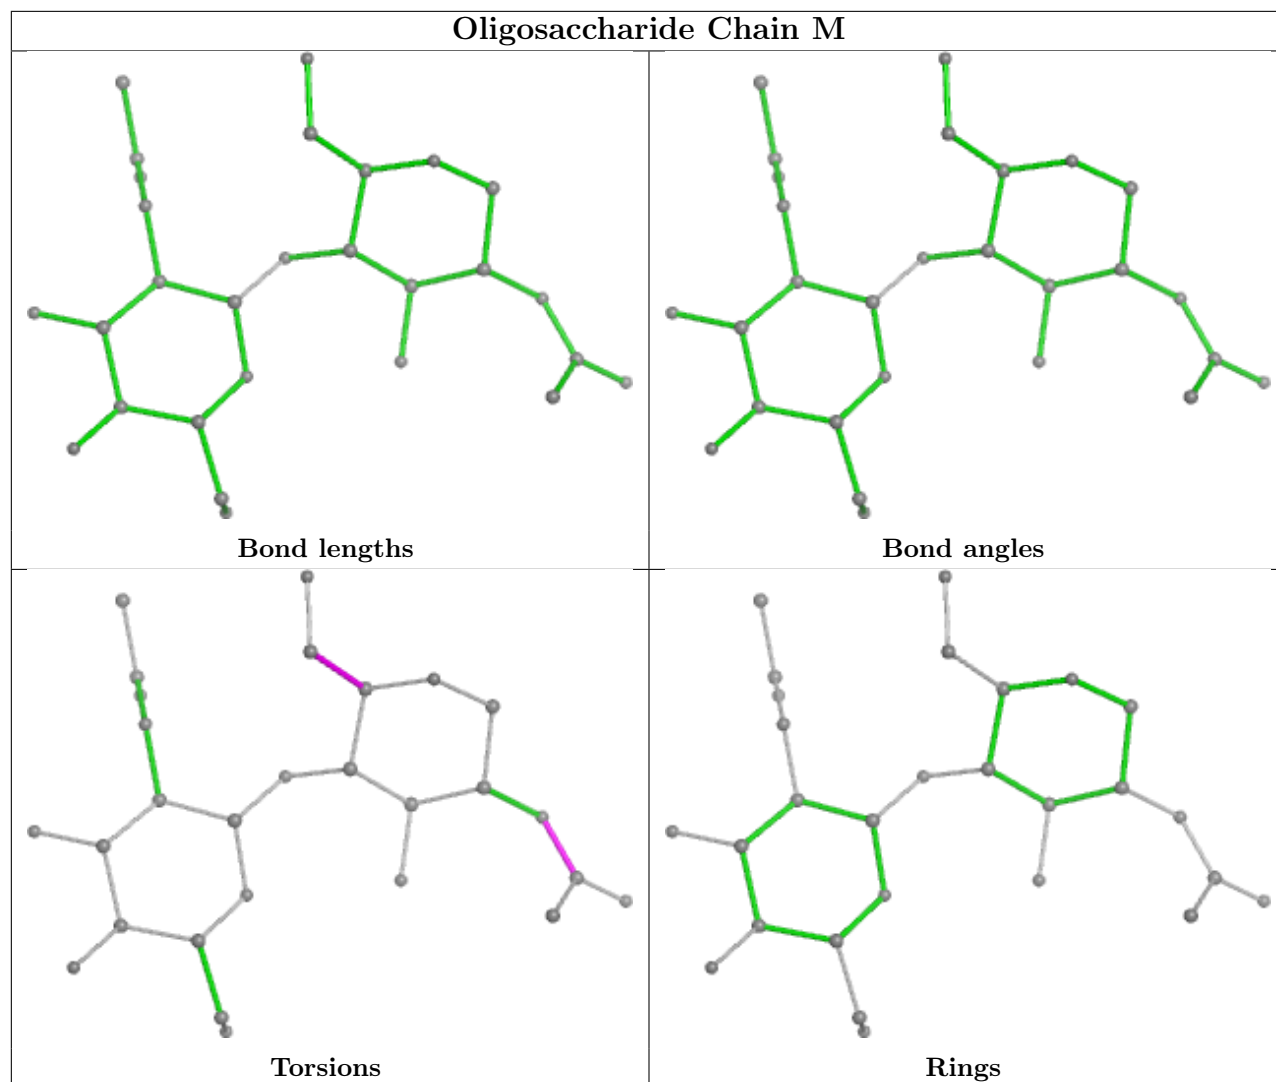 Oligosaccharide Chain M
Bond lengths
Bond angles
Torsions
Rings